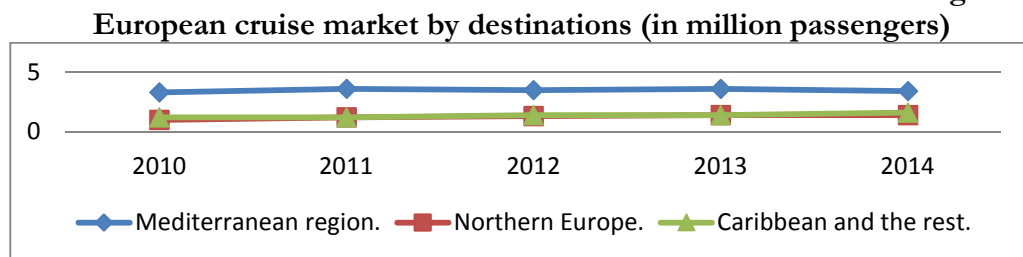 European cruise market by destinations (in million passengers)
5
0
2010 2011 2012 2013 2014
Mediterranean region. Northern Europe. Caribbean and the rest.